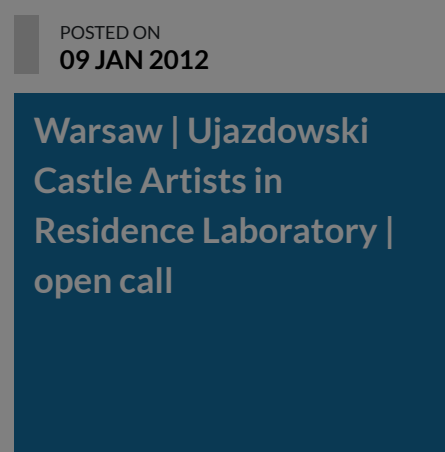 POSTED ON
09 JAN 2012
Warsaw | Ujazdowski
Castle Artists in
Residence Laboratory |
open call